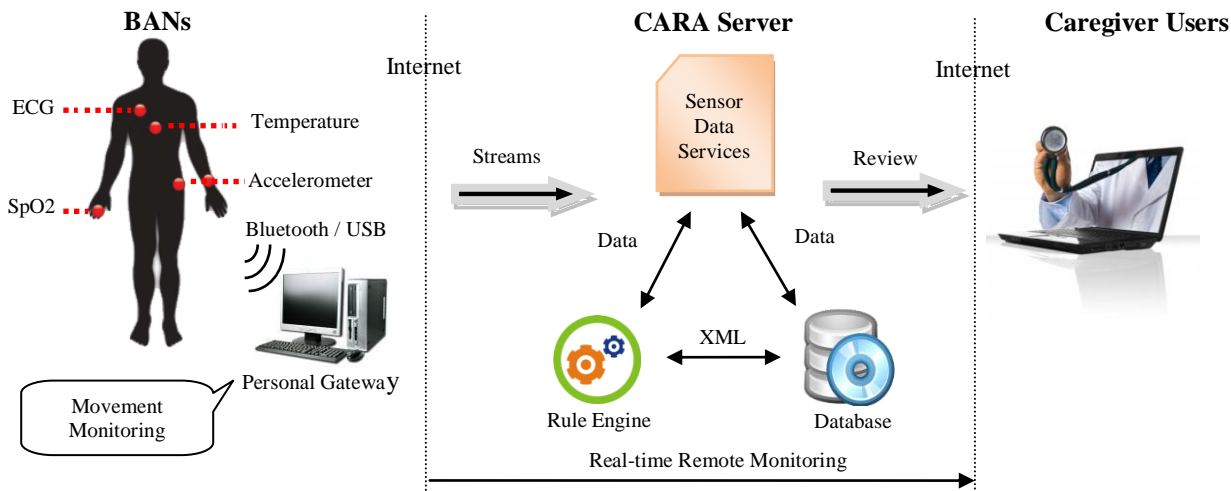 BANs
CARA Server
Caregiver Users
Internet
Internet
ECG
Temperature
Accelerometer
SpO2
Bluetooth / USB
Personal Gateway
Movement
Monitoring
Streams
Sensor
Data
Services
Review
Data
Data
XML
Rule Engine
Database
Real-time Remote Monitoring